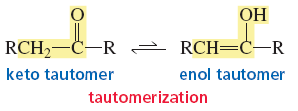 O OH
RCH₂—C—R ⇌ RCH=C—R
keto tautomer enol tautomer
tautomerization